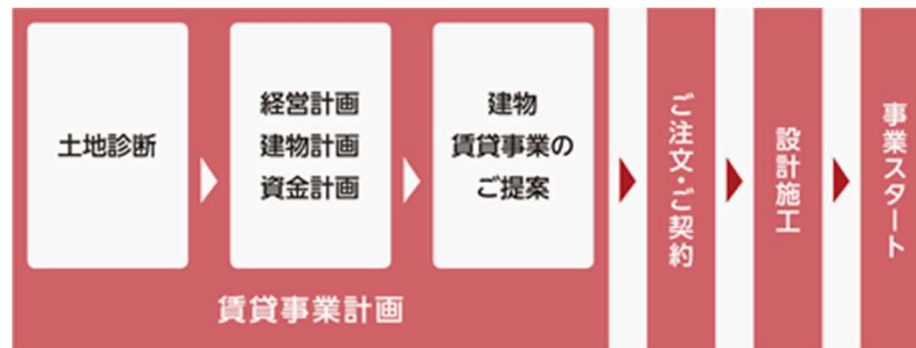 土地診断
経営計画
建物計画
資金計画
建物
賃貸事業の
ご提案
賃貸事業計画
ご注文・ご契約
設計施工
事業スタート